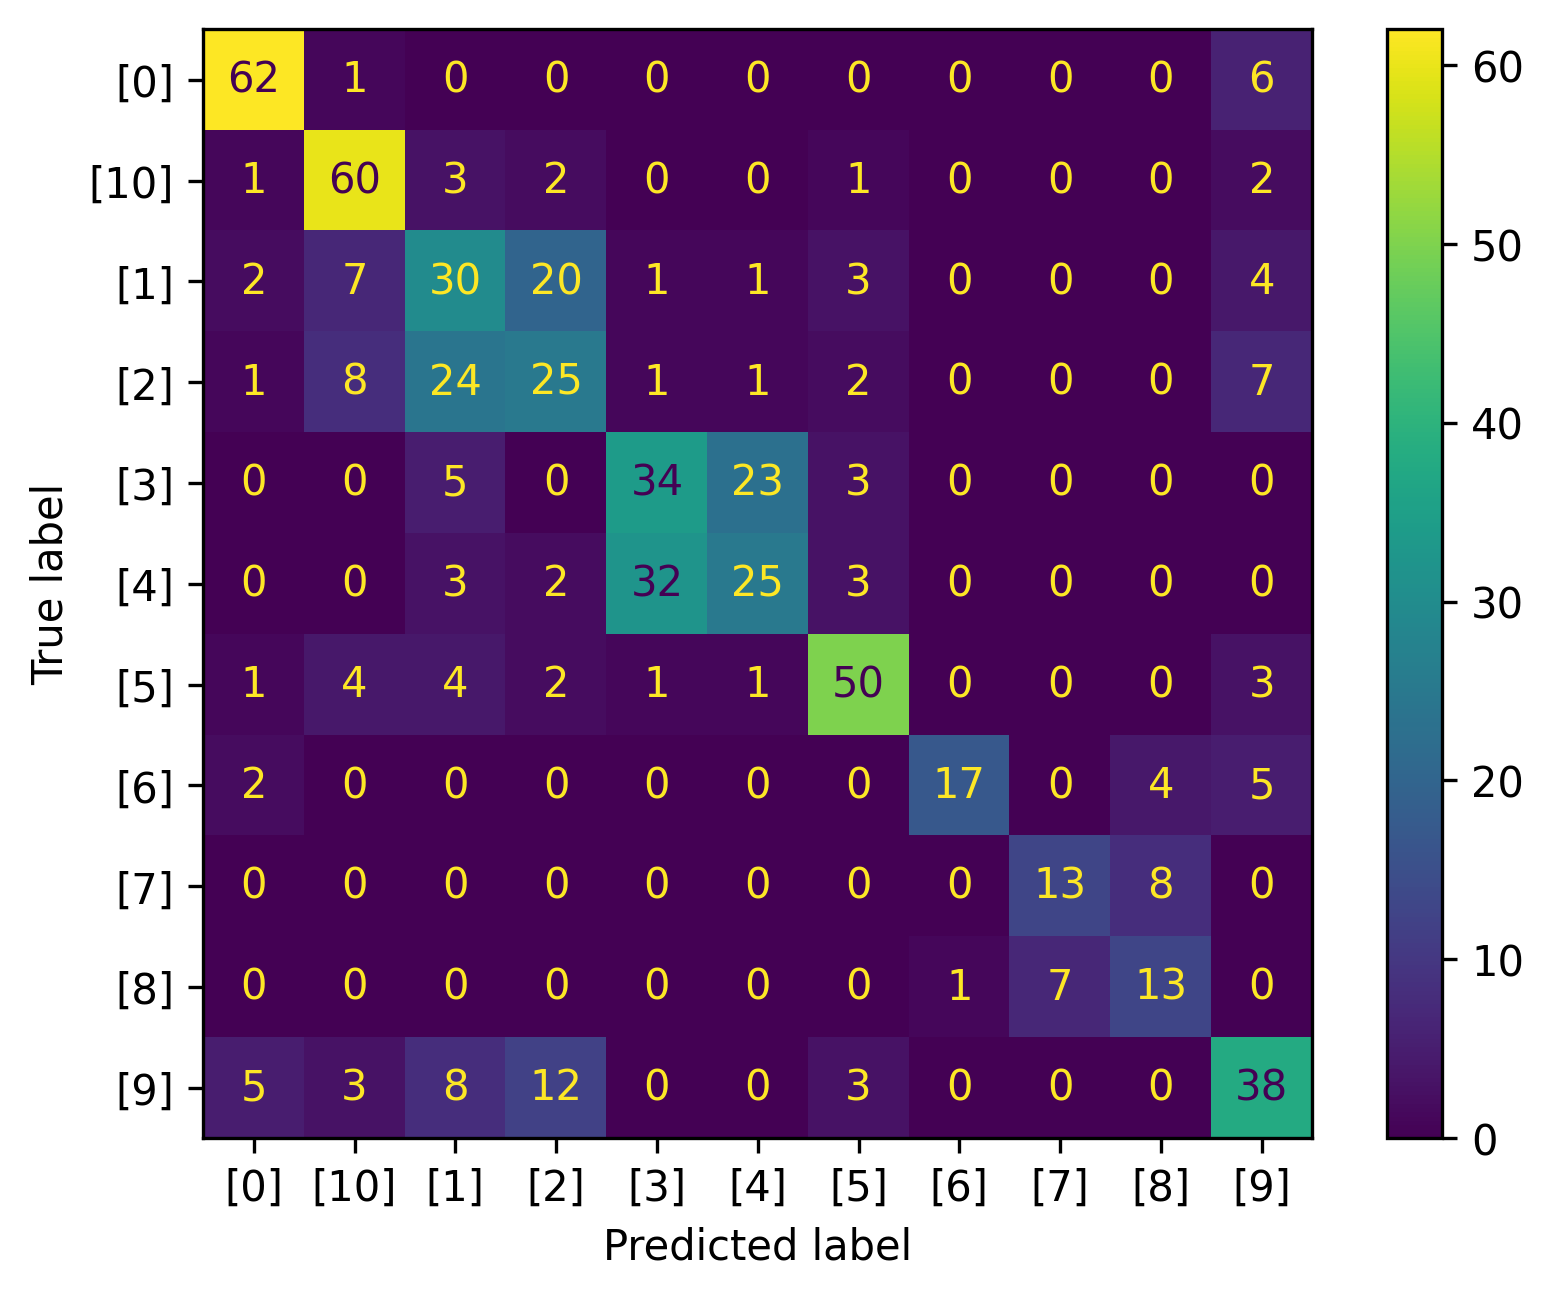 [0] 62 1 0 0 0 0 0 0 0 0 6
[10] 1 60 3 2 0 0 1 0 0 0 2
[1] 2 7 30 20 1 1 3 0 0 0 4
[2] 1 8 24 25 1 1 2 0 0 0 7
[3] 0 0 5 0 34 23 3 0 0 0 0
[4] 0 0 3 2 32 25 3 0 0 0 0
[5] 1 4 4 2 1 1 50 0 0 0 3
[6] 2 0 0 0 0 0 0 17 0 4 5
[7] 0 0 0 0 0 0 0 0 13 8 0
[8] 0 0 0 0 0 0 0 1 7 13 0
[9] 5 3 8 12 0 0 3 0 0 0 38
[0] [10] [1] [2] [3] [4] [5] [6] [7] [8] [9]
Predicted label
True label
60
50
40
30
20
10
0